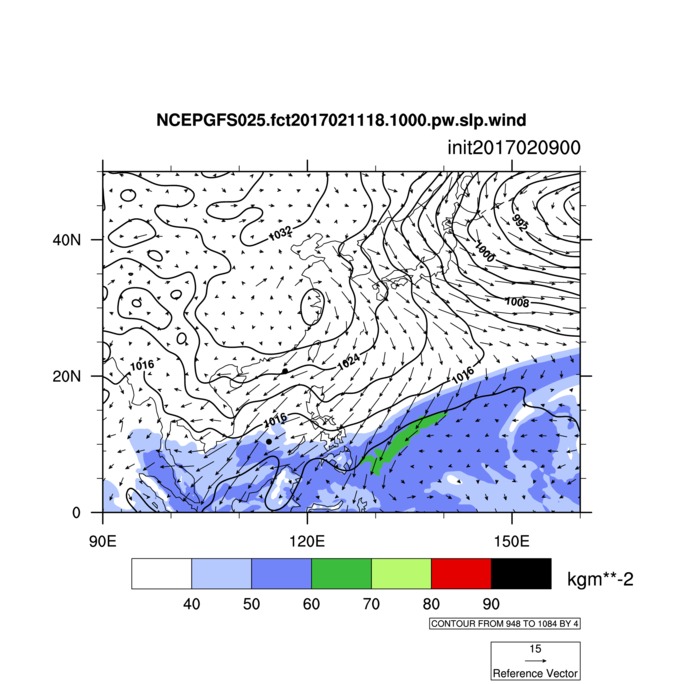 NCEPGFS025.fct2017021118.1000.pw.slp.wind
init2017020900
40N
20N
0
90E 120E 150E
1032
992
1000
1008
1024
1016
1016
1016
40 50 60 70 80 90
kgm**-2
CONTOUR FROM 948 TO 1084 BY 4
15
Reference Vector